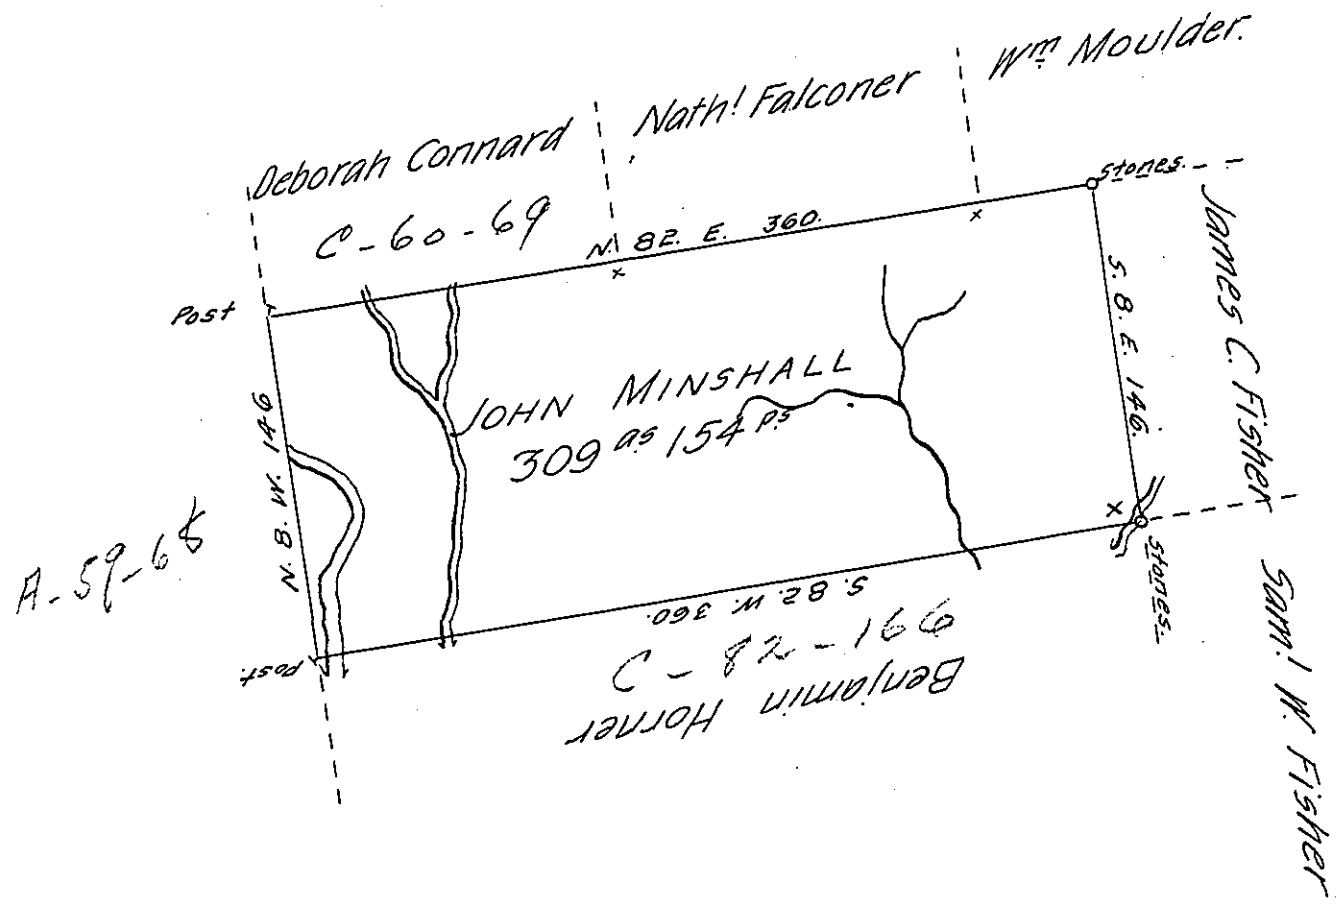 Wm Moulder.
Nathl Falconer
Deborah Connard
C-60-69
N. 82. E. 360.
Stones.
Post
James C. Fisher
S. 8. E. 146.
JOHN MINSHALL
309 as 154 ps
N. 8. W. 146
A-59-68
Stones.
S. 82. W. 360.
C-82-166
Post.
Benjamin Horner
Saml W. Fisher